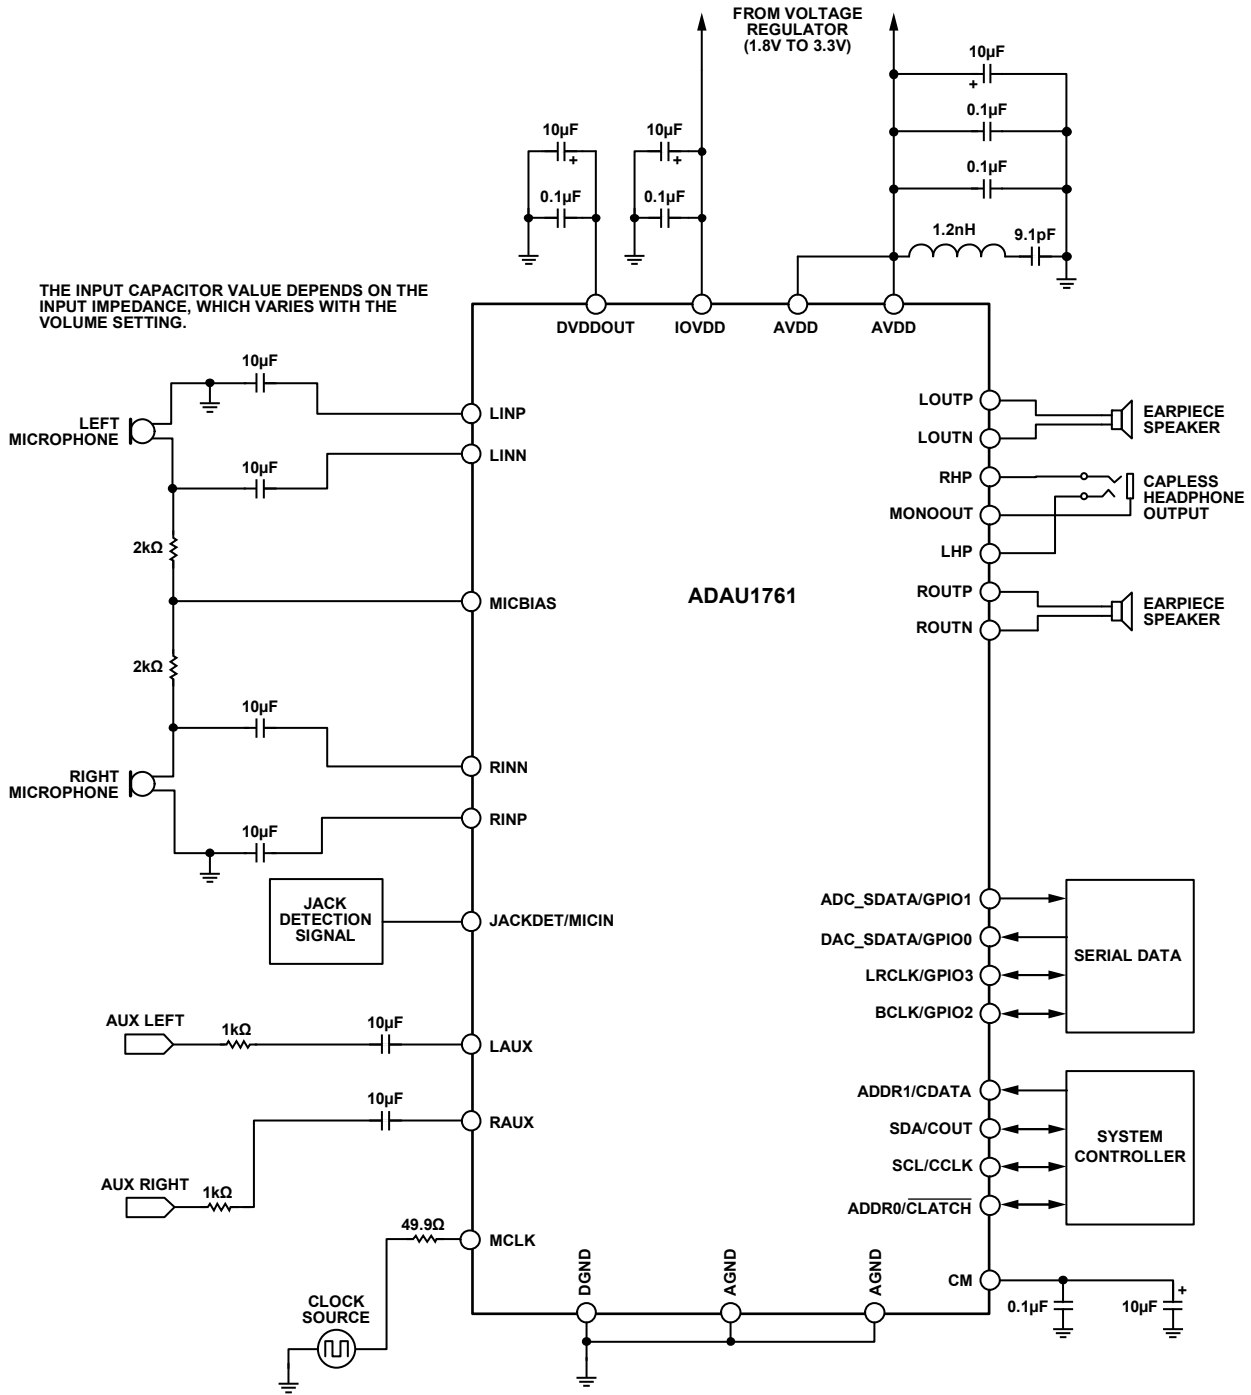 FROM VOLTAGE
REGULATOR
(1.8V TO 3.3V)
10µF
+
0.1µF
0.1µF
1.2nH
9.1pF
10µF
+
0.1µF
10µF
+
0.1µF
THE INPUT CAPACITOR VALUE DEPENDS ON THE
INPUT IMPEDANCE, WHICH VARIES WITH THE
VOLUME SETTING.
DVDDOUT
IOVDD
AVDD
AVDD
10µF
LEFT
MICROPHONE
10µF
2kΩ
2kΩ
10µF
RIGHT
MICROPHONE
10µF
LINP
LINN
MICBIAS
RINN
RINP
JACK
DETECTION
SIGNAL
JACKDET/MICIN
AUX LEFT
1kΩ
10µF
LAUX
10µF
RAUX
AUX RIGHT
1kΩ
49.9Ω
MCLK
CLOCK
SOURCE
ADAU1761
LOUTP
LOUTN
EARPIECE
SPEAKER
RHP
MONOOUT
LHP
CAPLESS
HEADPHONE
OUTPUT
ROUTP
ROUTN
EARPIECE
SPEAKER
ADC_SDATA/GPIO1
DAC_SDATA/GPIO0
LRCLK/GPIO3
BCLK/GPIO2
SERIAL DATA
ADDR1/CDATA
SDA/COUT
SCL/CCLK
ADDR0/CLATCH
SYSTEM
CONTROLLER
DGND
AGND
AGND
CM
0.1µF
10µF
+